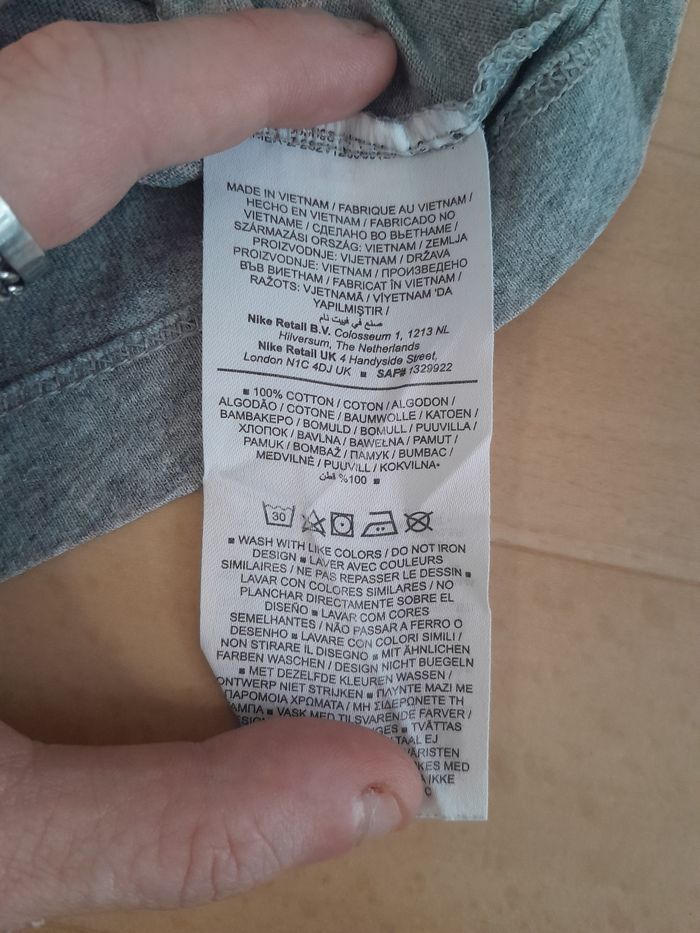 MADE IN VIETNAM / FABRIQUE AU VIETNAM /
HECHO EN VIETNAM / FABRICADO NO
VIETNAME / СДЕЛАНО ВО ВЬЕТНАМЕ /
SZÁRMAZÁSI ORSZÁG: VIETNAM / ZEMLJA
PROIZVODNJE: VIJETNAM / DRŽAVA
PROIZVODNJE: VIETNAM / ПРОИЗВЕДЕНО
ВЪВ ВИЕТНАМ / FABRICAT ÎN VIETNAM /
RAŽOTS: VJETNAMĀ / VİYETNAM 'DA
YAPILMIŞTIR /
صنع في فييت نام
Nike Retail B.V. Colosseum 1, 1213 NL
Hilversum, The Netherlands
Nike Retail UK 4 Handyside Street,
London N1C 4DJ UK ■ SAF# 1329922
■ 100% COTTON / COTON / ALGODON /
ALGODÃO / COTONE / BAUMWOLLE / KATOEN /
ΒΑΜΒΑΚΕΡΟ / BOMULD / BOMULL / PUUVILLA /
ХЛОПОК / BAVLNA / BAWEŁNA / PAMUT /
PAMUK / BOMBAŽ / ПАМУК / BUMBAC /
MEDVILNĖ / PUUVILL / KOKVILNA
%100 قطن ■
30
■ WASH WITH LIKE COLORS / DO NOT IRON
DESIGN ■ LAVER AVEC COULEURS
SIMILAIRES / NE PAS REPASSER LE DESSIN ■
LAVAR CON COLORES SIMILARES / NO
PLANCHAR DIRECTAMENTE SOBRE EL
DISEÑO ■ LAVAR COM CORES
SEMELHANTES / NÃO PASSAR A FERRO O
DESENHO ■ LAVARE CON COLORI SIMILI /
NON STIRARE IL DISEGNO ■ MIT ÄHNLICHEN
FARBEN WASCHEN / DESIGN NICHT BUEGELN
■ MET DEZELFDE KLEUREN WASSEN /
ONTWERP NIET STRIJKEN ■ ΠΛΥΝΤΕ ΜΑΖΙ ΜΕ
ΠΑΡΟΜΟΙΑ ΧΡΩΜΑΤΑ / ΜΗ ΣΙΔΕΡΩΝΕΤΕ ΤΗ
■ VASK MED TILSVARENDE FARVER /
■ TVÄTTAS
EJ
MED
IKKE